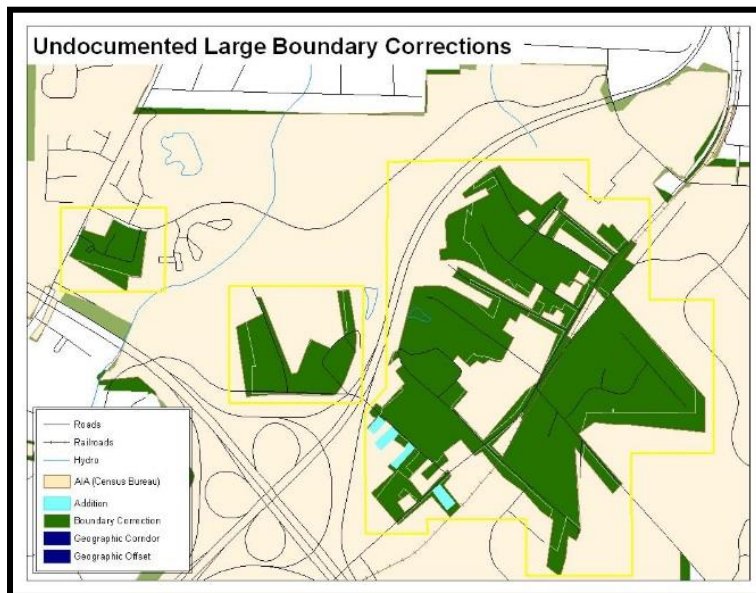 Undocumented Large Boundary Corrections
Roads
Railroads
Hydro
AIA (Census Bureau)
Addition
Boundary Correction
Geographic Corridor
Geographic Offset